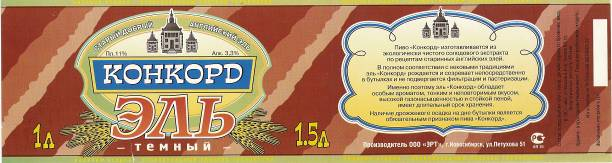 СТАРЫЙ ДОБРЫЙ АНГЛИЙСКИЙ ЭЛЬ
Пл.11% Алк. 3,3%
КОНКОРД
ЭЛЬ
ТЕМНЫЙ
1л
1.5л
Пиво «Конкорд» изготавливается из
экологически чистого солодового экстракта
по рецептам старинных английских элей.
В полном соответствии с вековыми традициями
эль «Конкорд» рождается и созревает непосредственно
в бутылках и не подвергается фильтрации и пастеризации.
Именно поэтому эль «Конкорд» обладает
особым ароматом, тонким и неповторимым вкусом,
высокой газонасыщенностью и стойкой пеной,
имеет длительный срок хранения.
Наличие дрожжевого осадка на дне бутылки является
обязательным признаком пива «Конкорд».
Производитель ООО «ЭРТ», г.Новосибирск, ул.Петухова 51